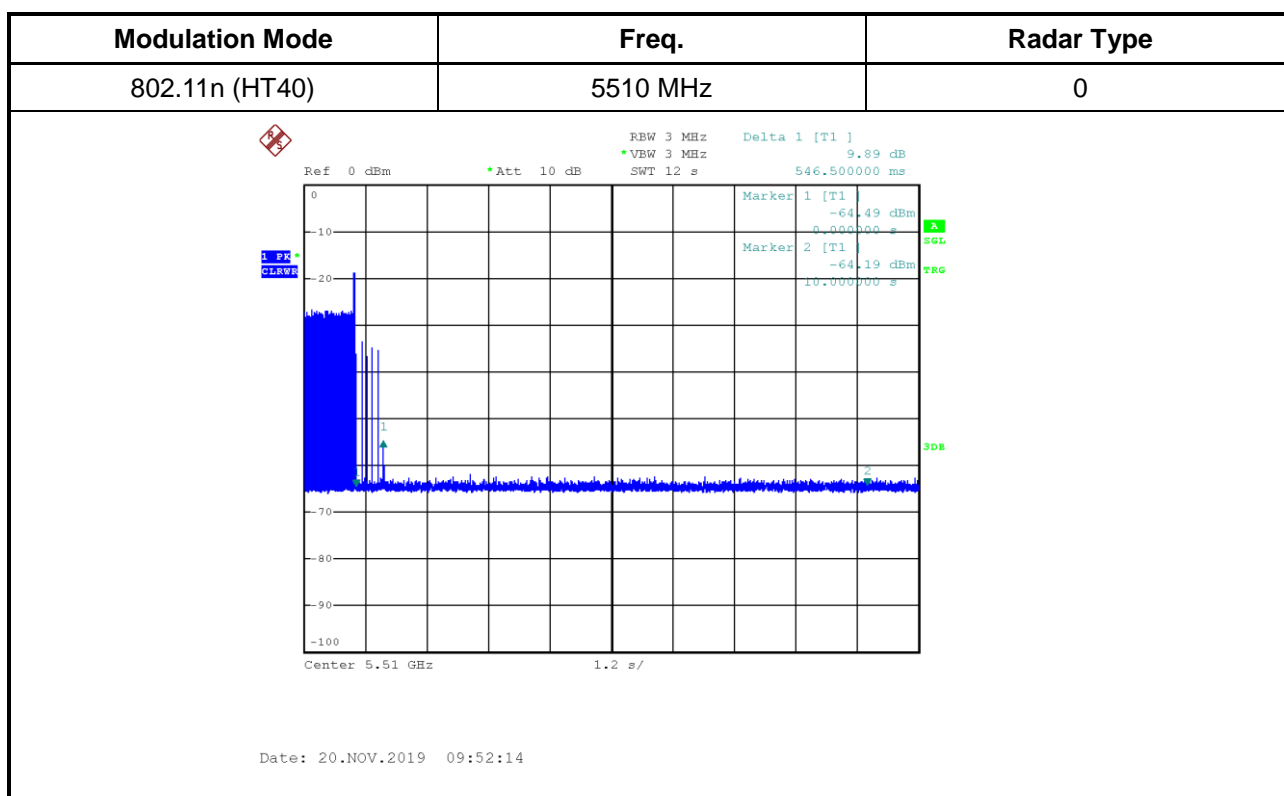 Modulation Mode Freq. Radar Type
802.11n (HT40) 5510 MHz 0
R S
RBW 3 MHz Delta 1 [T1 ]
*VBW 3 MHz 9.89 dB
Ref 0 dBm *Att 10 dB SWT 12 s 546.500000 ms
0 Marker 1 [T1 ]
-64.49 dBm
-10 0.000000 s
A
SGL
Marker 2 [T1 ]
1 PK*
-64.19 dBm
CLRWR
TRG
-20 10.000000 s
1
3DB
2
-70
-80
-90
-100
Center 5.51 GHz 1.2 s/
Date: 20.NOV.2019 09:52:14